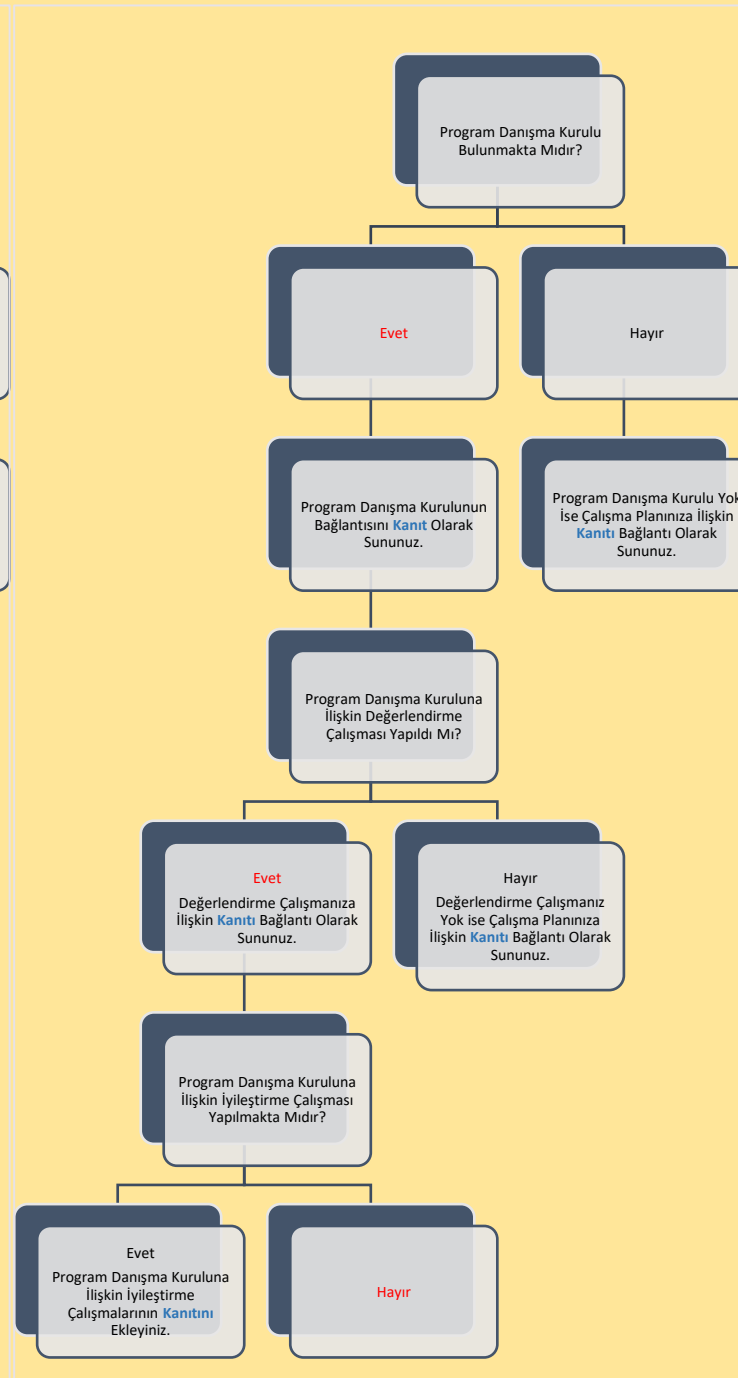 Program Danışma Kurulu
Bulunmakta Mıdır?
Evet
Hayır
Program Danışma Kurulunun
Bağlantısını Kanıt Olarak
Sununuz.
Program Danışma Kurulu Yok
İse Çalışma Planınıza İlişkin
Kanıtı Bağlantı Olarak
Sununuz.
Program Danışma Kuruluna
İlişkin Değerlendirme
Çalışması Yapıldı Mı?
Evet
Değerlendirme Çalışmanıza
İlişkin Kanıtı Bağlantı Olarak
Sununuz.
Hayır
Değerlendirme Çalışmanız
Yok ise Çalışma Planınıza
İlişkin Kanıtı Bağlantı Olarak
Sununuz.
Program Danışma Kuruluna
İlişkin İyileştirme Çalışması
Yapılmakta Mıdır?
Evet
Program Danışma Kuruluna
İlişkin İyileştirme
Çalışmalarının Kanıtını
Ekleyiniz.
Hayır